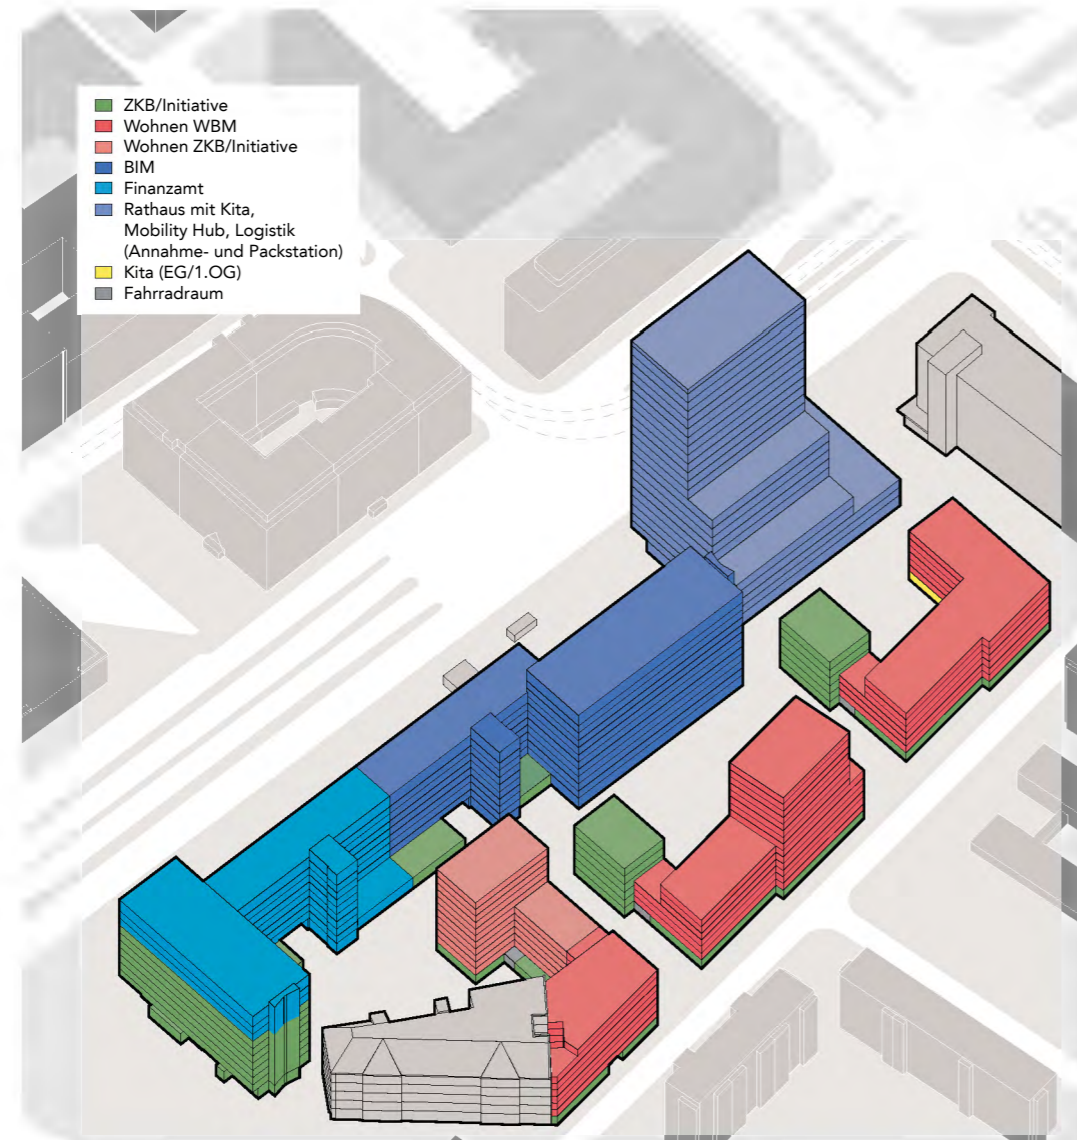 ZKB/Initiative
Wohnen WBM
Wohnen ZKB/Initiative
BIM
Finanzamt
Rathaus mit Kita,
Mobility Hub, Logistik
(Annahme- und Packstation)
Kita (EG/1.OG)
Fahrradraum